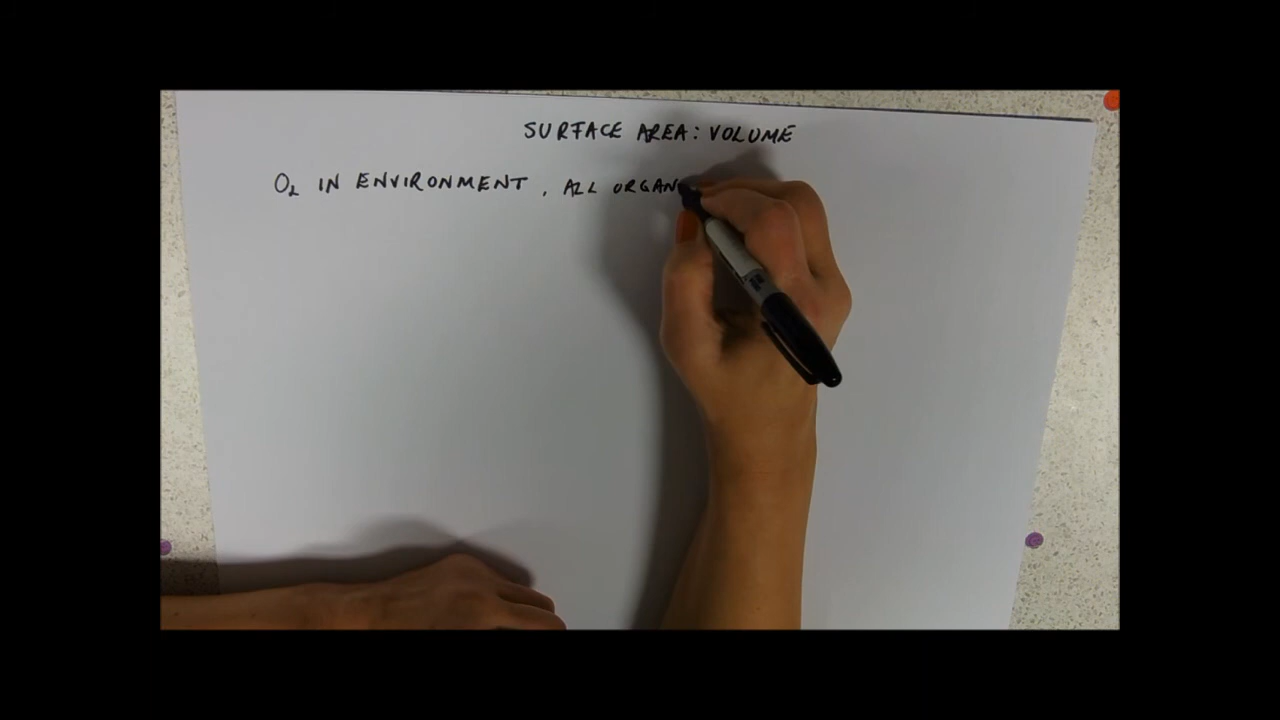 SURFACE AREA: VOLUME
O₂ IN ENVIRONMENT, ALL ORGAN